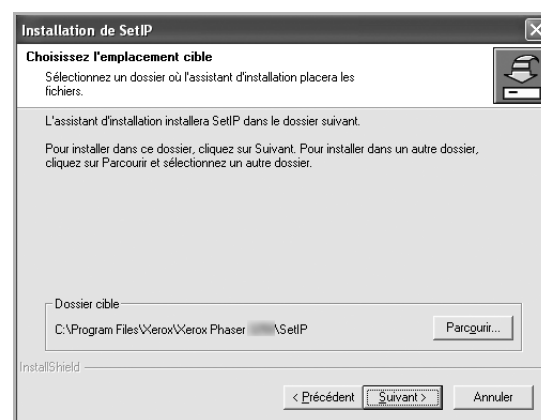 Installation de SetIP
Choisissez l'emplacement cible
Sélectionnez un dossier où l'assistant d'installation placera les
fichiers.
L'assistant d'installation installera SetIP dans le dossier suivant.
Pour installer dans ce dossier, cliquez sur Suivant. Pour installer dans un autre dossier,
cliquez sur Parcourir et sélectionnez un autre dossier.
Dossier cible
C:\Program Files\Xerox\Xerox Phaser \SetIP
Parcourir...
InstallShield
< Précédent
Suivant >
Annuler